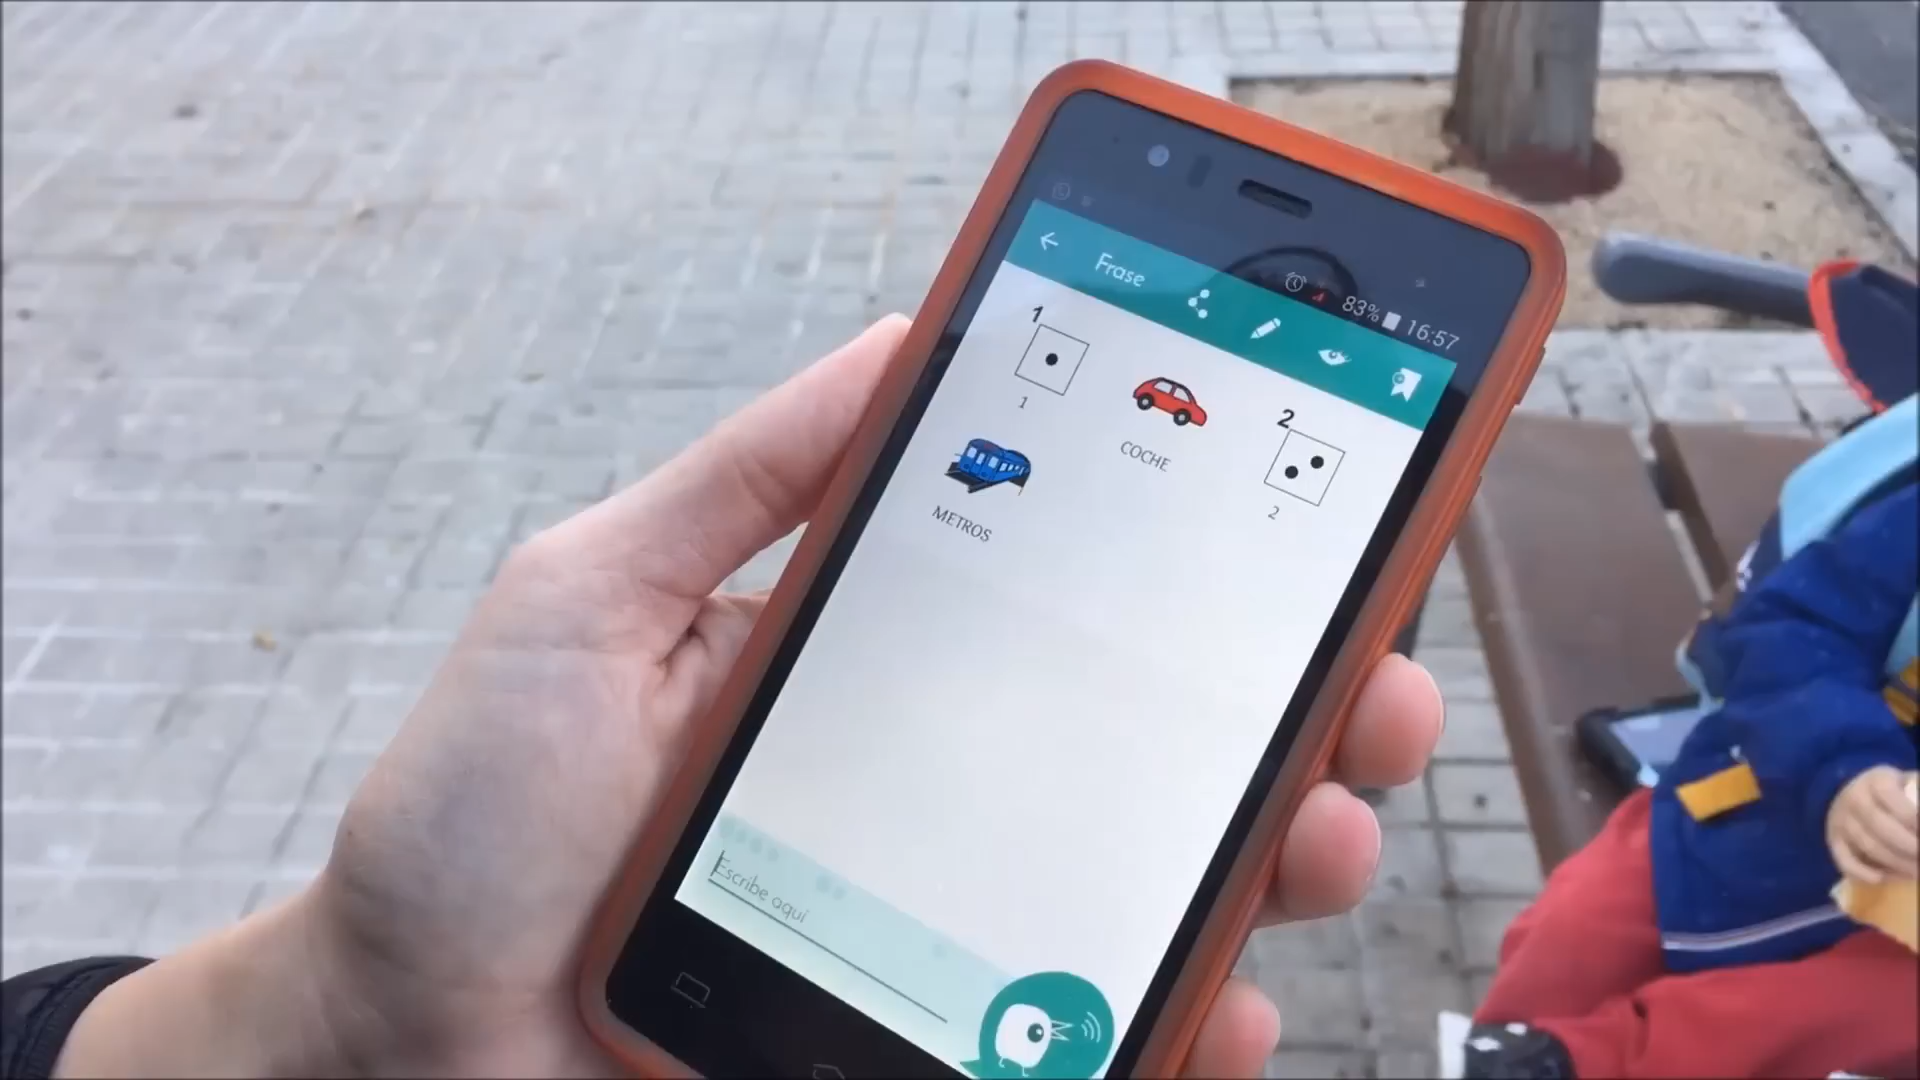 83% 16:57
Frase
1
1
COCHE
2
2
METROS
Escribe aquí